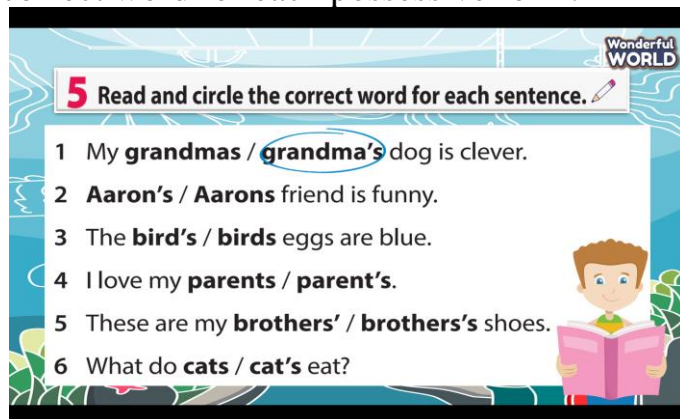 Wonderful
WORLD
5 Read and circle the correct word for each sentence.
1 My grandmas / grandma's dog is clever.
2 Aaron's / Aarons friend is funny.
3 The bird's / birds eggs are blue.
4 I love my parents / parent's.
5 These are my brothers' / brothers's shoes.
6 What do cats / cat's eat?